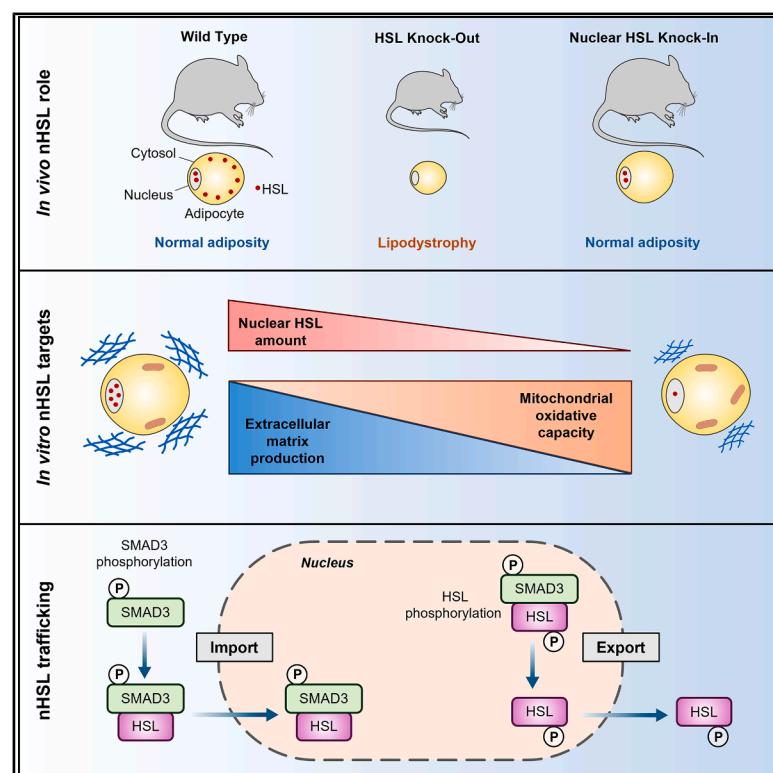 In vivo nHSL role
Wild Type
HSL Knock-Out
Nuclear HSL Knock-In
Cytosol
Nucleus
HSL
Adipocyte
Normal adiposity
Lipodystrophy
Normal adiposity
In vitro nHSL targets
Nuclear HSL
amount
Extracellular
matrix
production
Mitochondrial
oxidative
capacity
nHSL trafficking
SMAD3
phosphorylation
P
SMAD3
P
SMAD3
HSL
Import
Nucleus
P
SMAD3
HSL
HSL
phosphorylation
P
SMAD3
HSL
P
Export
HSL
P
HSL
P